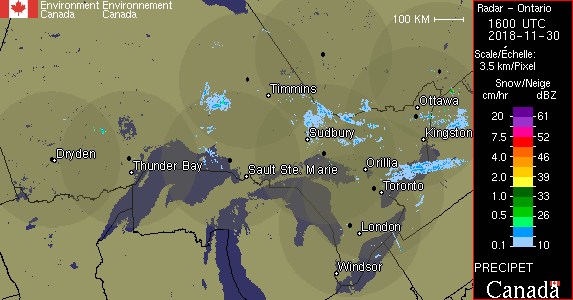 Environment Environnement
Canada Canada
100 KM
Timmins
Ottawa
Sudbury
Kingston
Dryden
Thunder Bay
Sault Ste. Marie
Orillia
Toronto
London
Windsor
Radar - Ontario
1600 UTC
2018-11-30
Scale/Échelle:
3.5 km/Pixel
Snow/Neige
cm/hr dBZ
20 61
7.5 52
4.0 46
2.0 39
1.0 33
0.5 26
0.1 10
PRECIPET
Canada